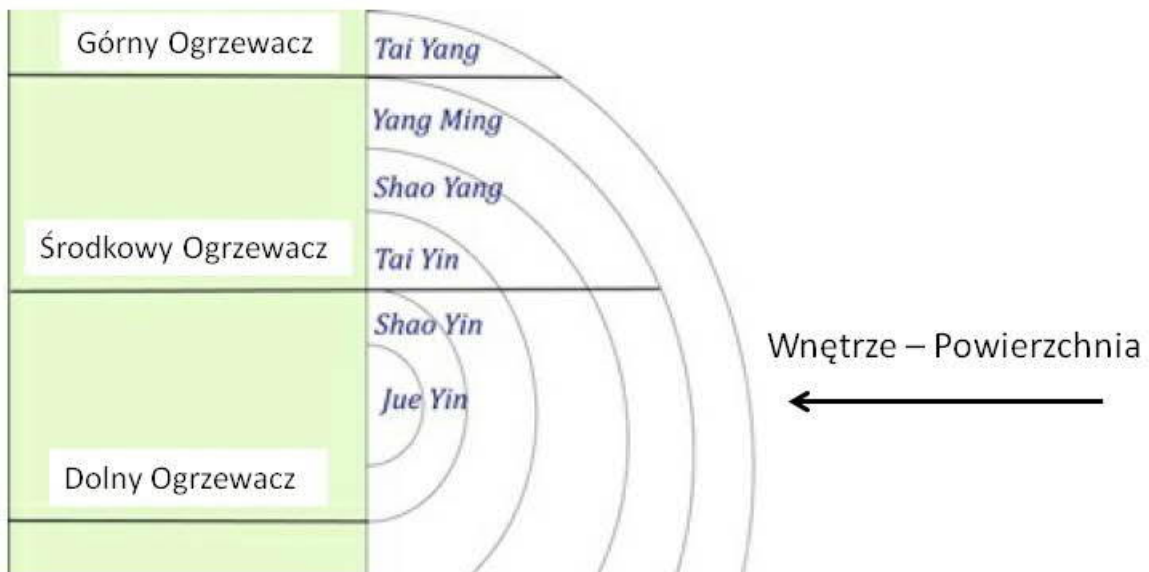 Górny Ogrzewacz
Tai Yang
Yang Ming
Shao Yang
Środkowy Ogrzewacz
Tai Yin
Shao Yin
Wnętrze – Powierzchnia
Jue Yin
Dolny Ogrzewacz